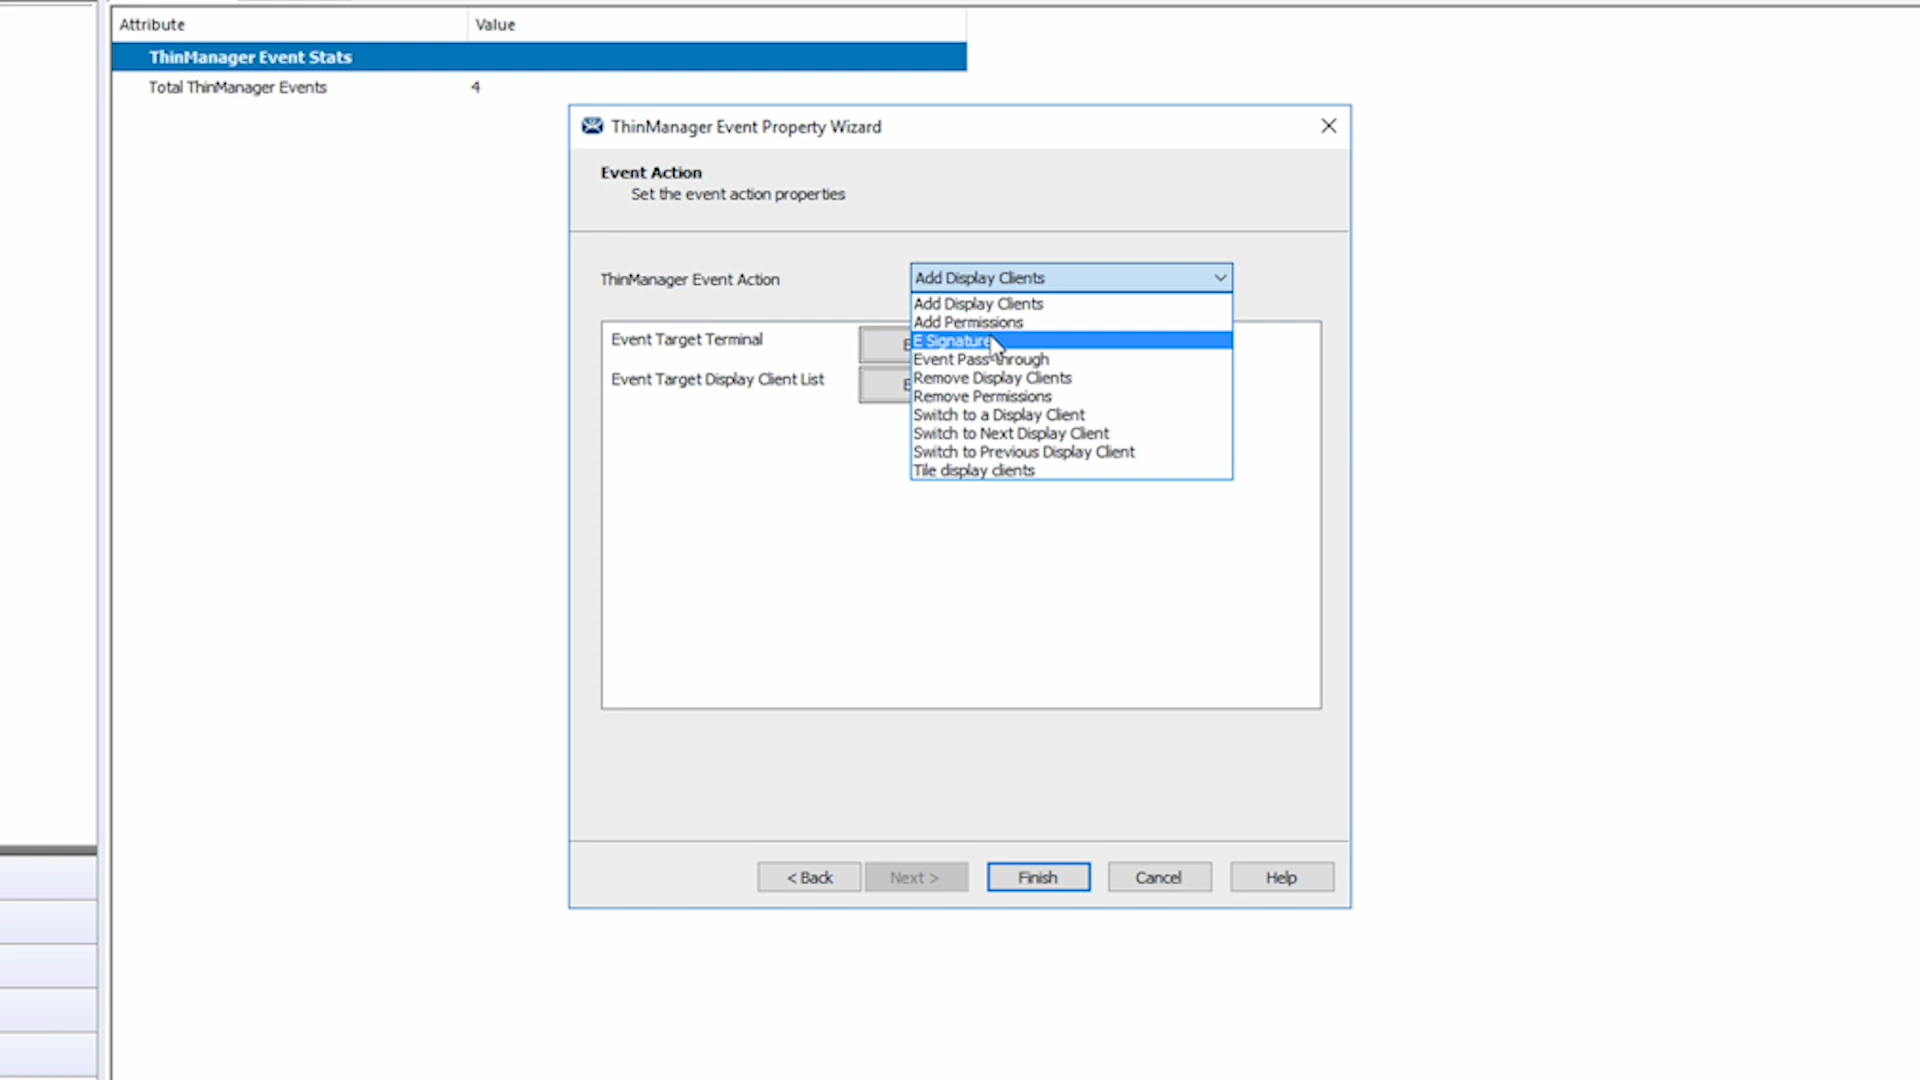 Attribute Value
ThinManager Event Stats
Total ThinManager Events 4
ThinManager Event Property Wizard
Event Action
Set the event action properties
ThinManager Event Action Add Display Clients
Add Display Clients
Add Permissions
E Signature
Event Pass-through
Remove Display Clients
Remove Permissions
Switch to a Display Client
Switch to Next Display Client
Switch to Previous Display Client
Tile display clients
Event Target Terminal
Event Target Display Client List
< Back Next > Finish Cancel Help